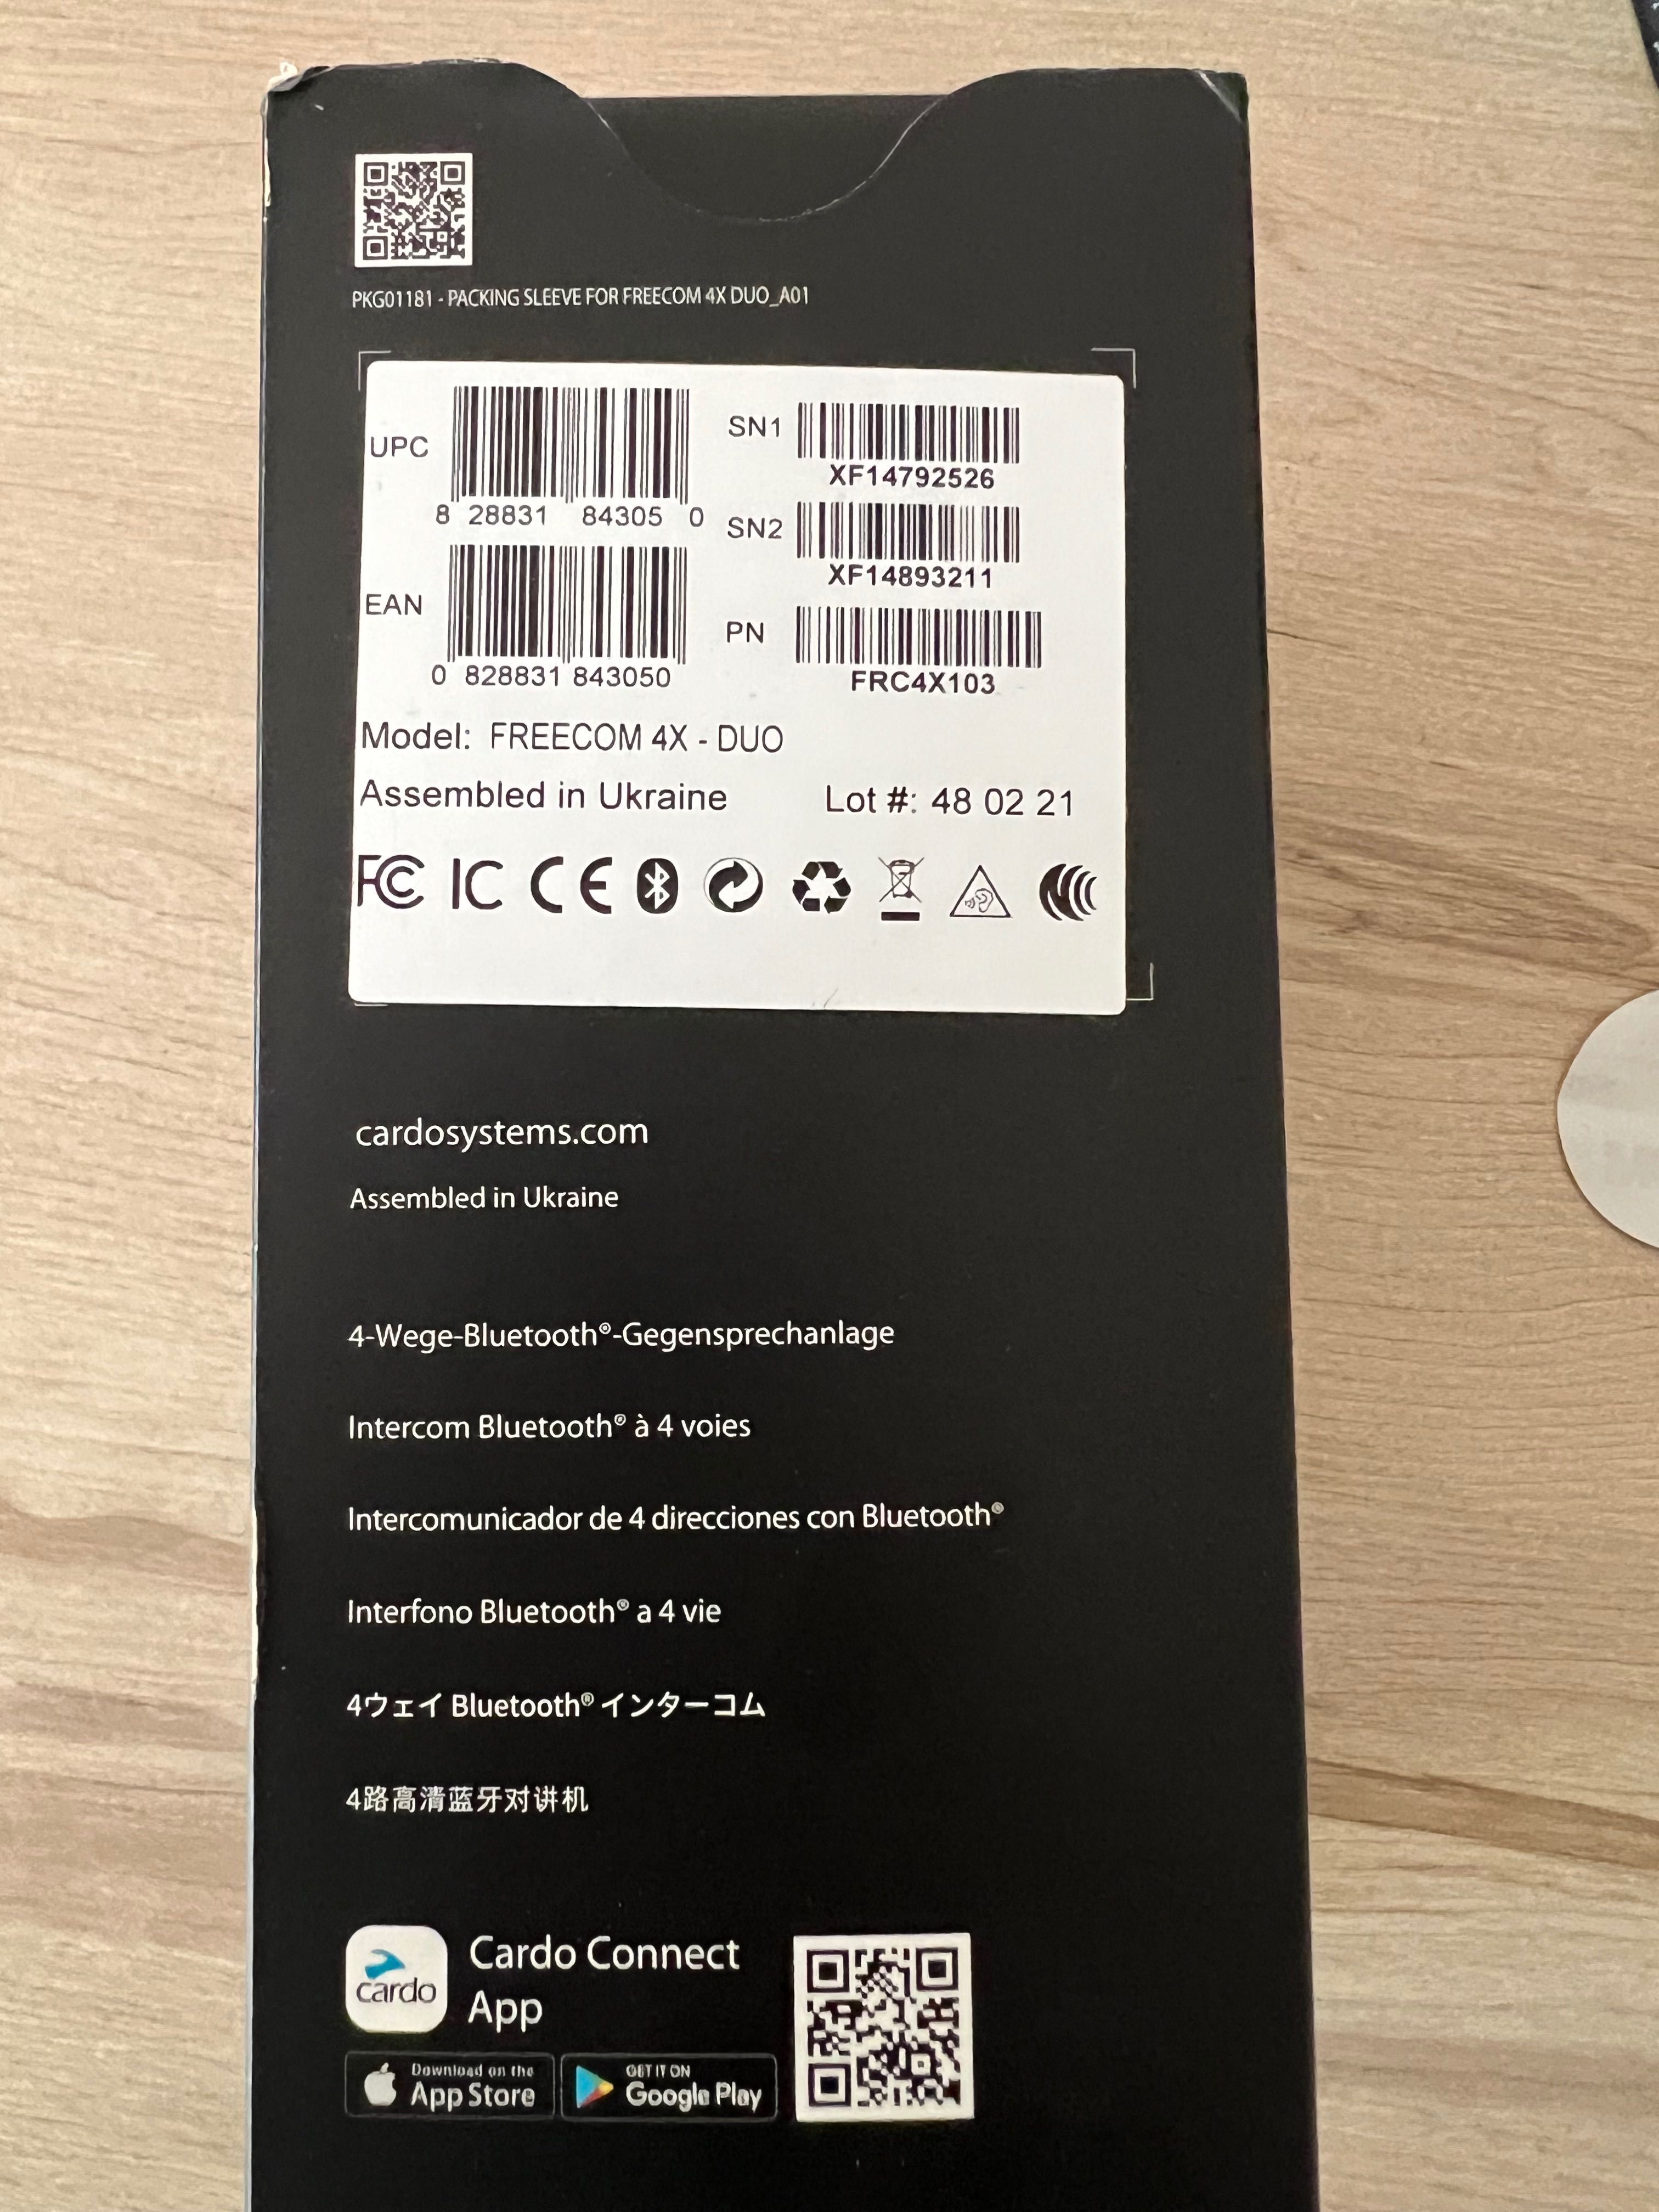 PKG01181 - PACKING SLEEVE FOR FREECOM 4X DUO_A01
UPC
8 28831 84305 0
SN1
XF14792526
SN2
XF14893211
EAN
0 828831 843050
PN
FRC4X103
Model: FREECOM 4X - DUO
Assembled in Ukraine Lot #: 48 02 21
FC IC CE
cardosystems.com
Assembled in Ukraine
4-Wege-Bluetooth®-Gegensprechanlage
Intercom Bluetooth® à 4 voies
Intercomunicador de 4 direcciones con Bluetooth®
Interfono Bluetooth® a 4 vie
4ウェイ Bluetooth® インターコム
4路高清蓝牙对讲机
cardo
Cardo Connect
App
Download on the
App Store
GET IT ON
Google Play